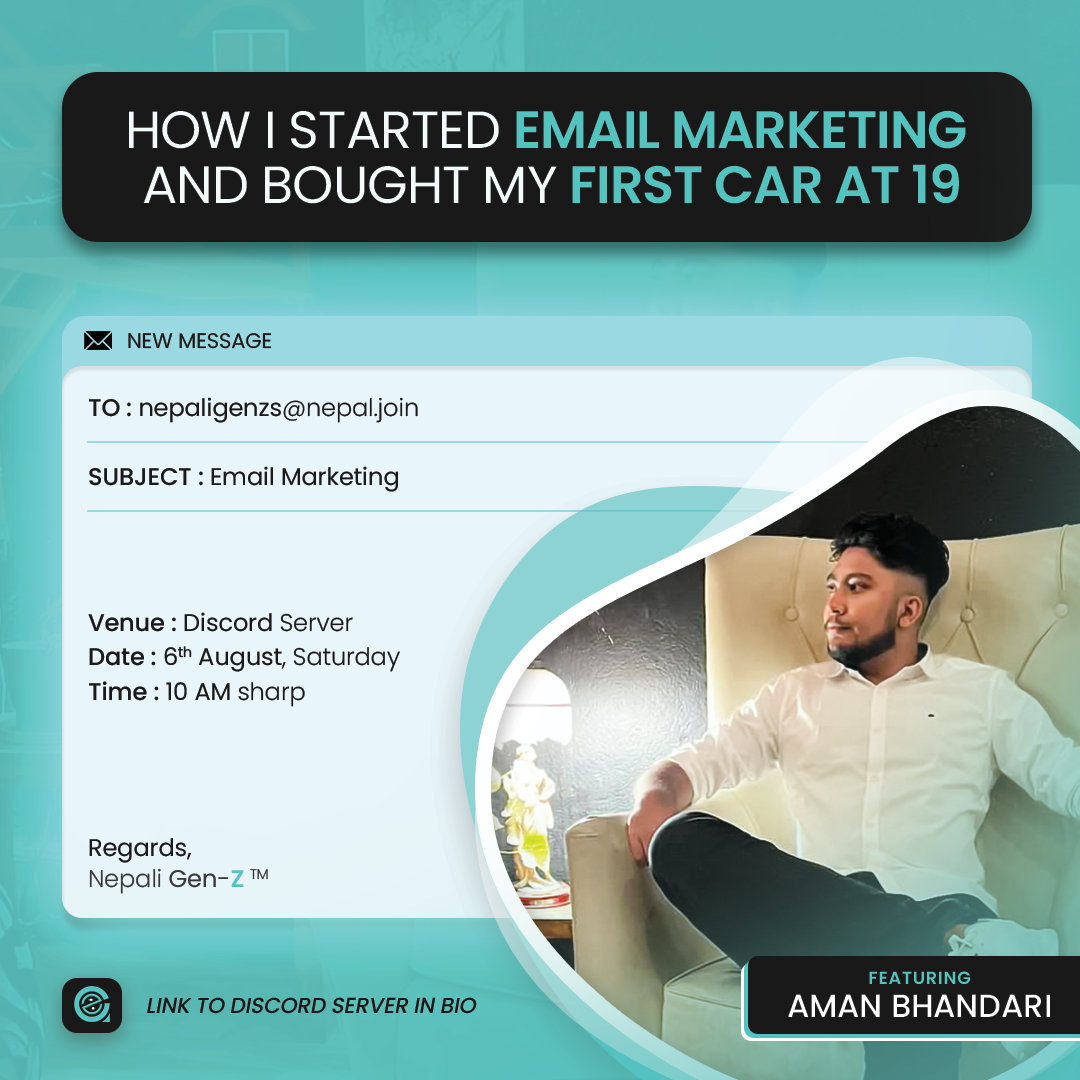 HOW I STARTED EMAIL MARKETING
AND BOUGHT MY FIRST CAR AT 19
NEW MESSAGE
TO : nepaligenzs@nepal.join
SUBJECT : Email Marketing
Venue : Discord Server
Date : 6th August, Saturday
Time : 10 AM sharp
Regards,
Nepali Gen-Z ™
LINK TO DISCORD SERVER IN BIO
FEATURING
AMAN BHANDARI